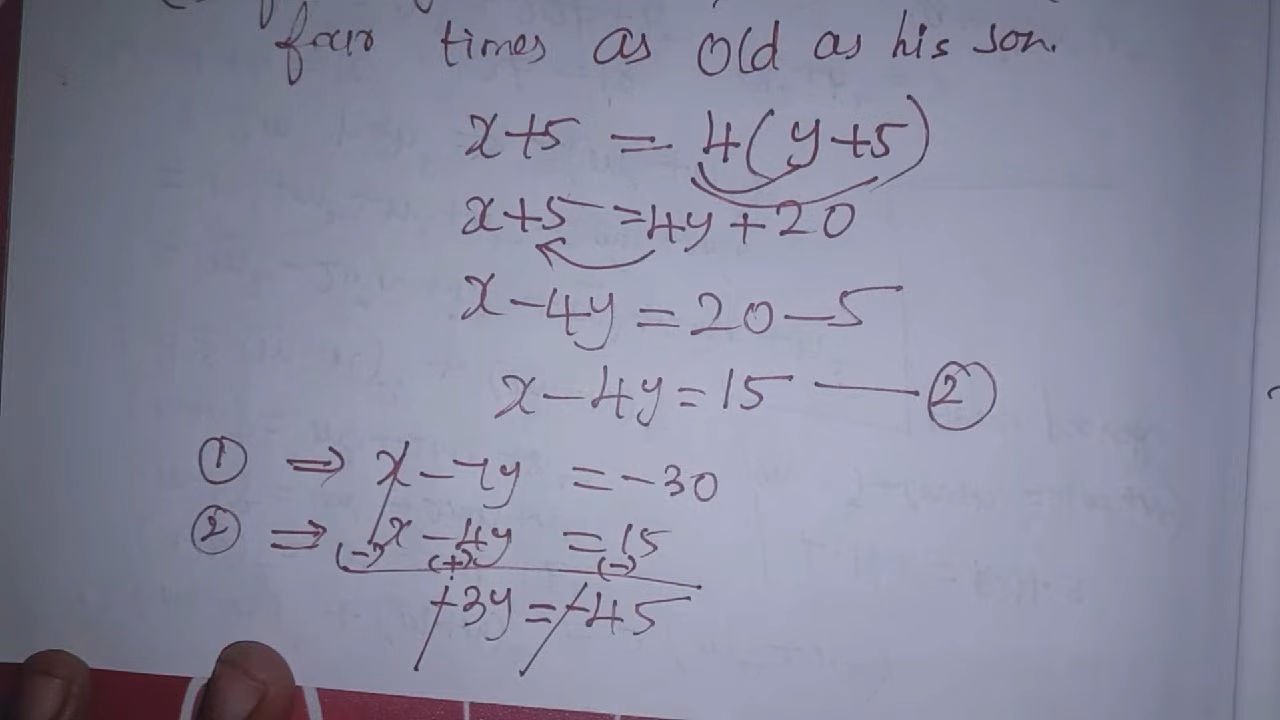 four times as old as his son.
x+5 = 4(y+5)
x+5 = 4y+20
x-4y = 20-5
x-4y = 15 — ②
① ⇒ x-7y = -30
② ⇒ x-4y = 15
(-) (+) (-)
-3y = -45